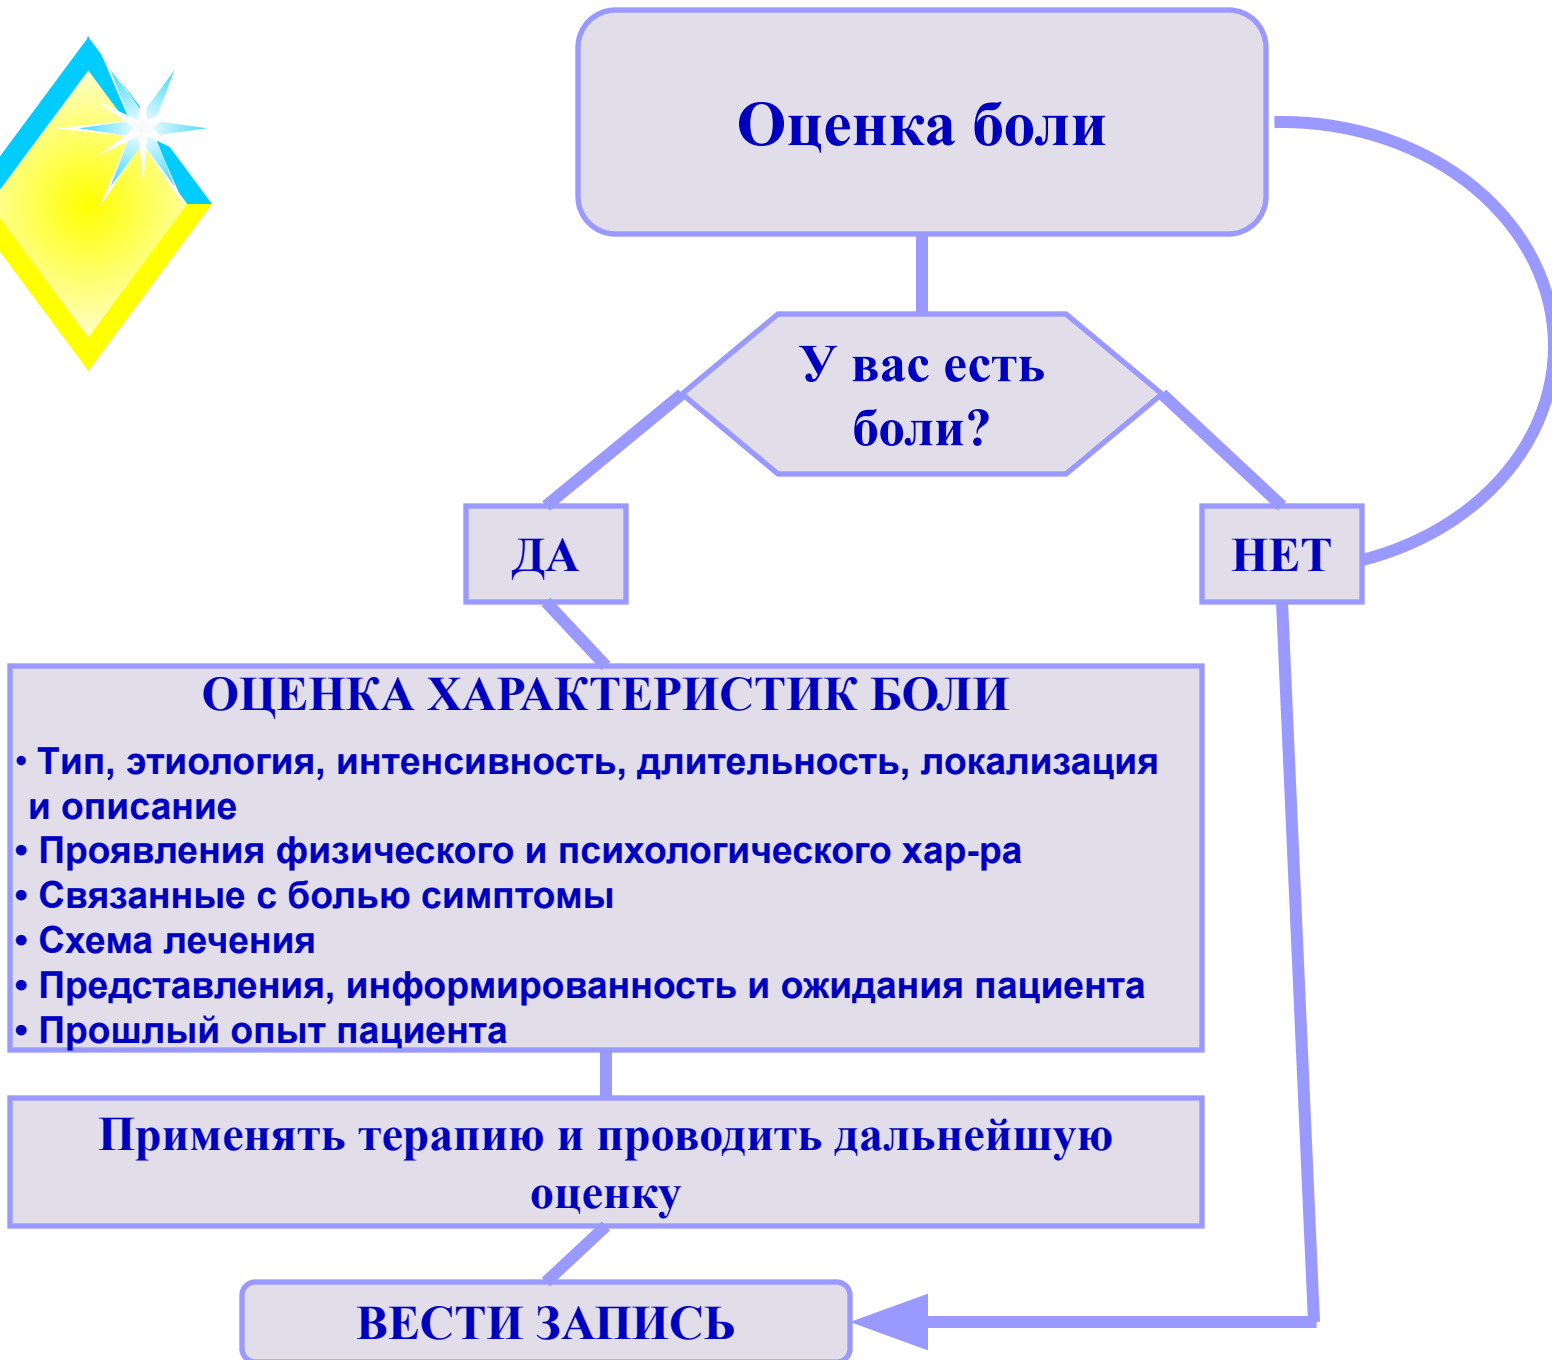 Оценка боли
У вас есть
боли?
ДА
НЕТ
ОЦЕНКА ХАРАКТЕРИСТИК БОЛИ
• Тип, этиология, интенсивность, длительность, локализация
и описание
• Проявления физического и психологического хар-ра
• Связанные с болью симптомы
• Схема лечения
• Представления, информированность и ожидания пациента
• Прошлый опыт пациента
Применять терапию и проводить дальнейшую
оценку
ВЕСТИ ЗАПИСЬ